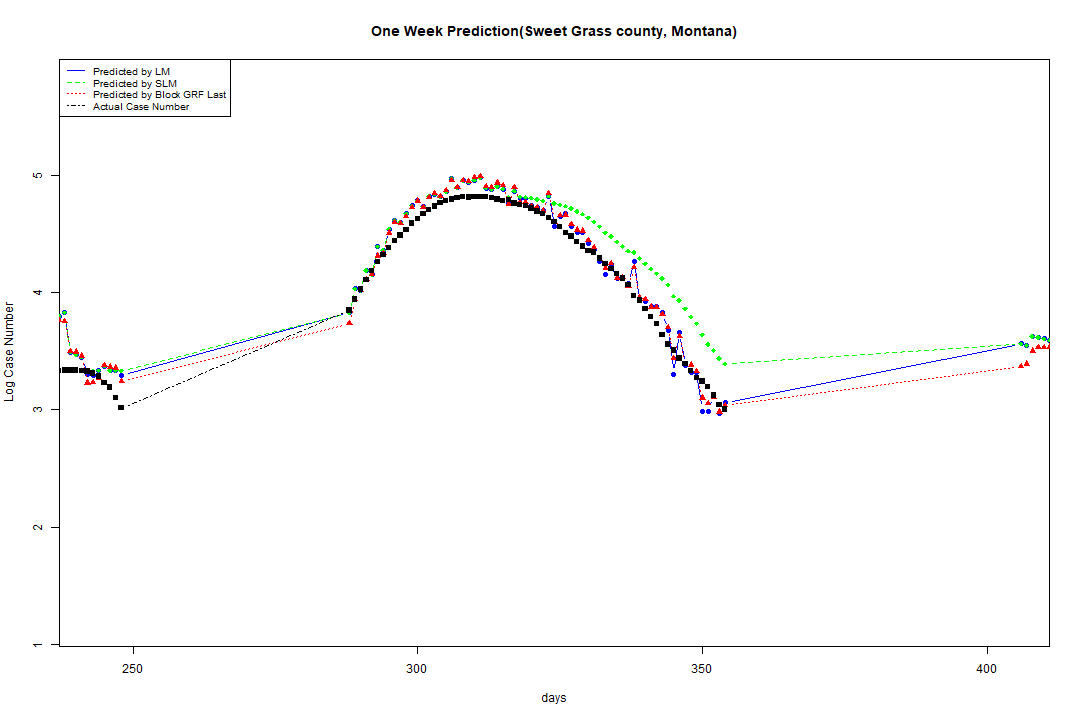 One Week Prediction(Sweet Grass county, Montana)
Predicted by LM
Predicted by SLM
Predicted by Block GRF Last
Actual Case Number
5
4
3
2
1
Log Case Number
250
300
350
400
days